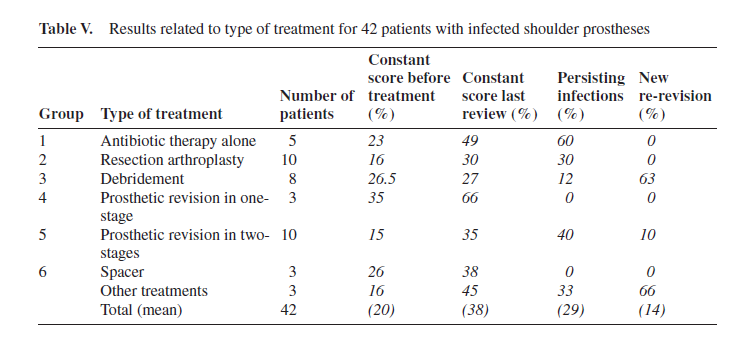 Table V. Results related to type of treatment for 42 patients with infected shoulder prostheses
Group Type of treatment Number of patients Constant score before treatment (%) Constant score last review (%) Persisting infections (%) New re-revision (%)
1 Antibiotic therapy alone 5 23 49 60 0
2 Resection arthroplasty 10 16 30 30 0
3 Debridement 8 26.5 27 12 63
4 Prosthetic revision in one- 3 35 66 0 0
stage
5 Prosthetic revision in two- 10 15 35 40 10
stages
6 Spacer 3 26 38 0 0
Other treatments 3 16 45 33 66
Total (mean) 42 (20) (38) (29) (14)